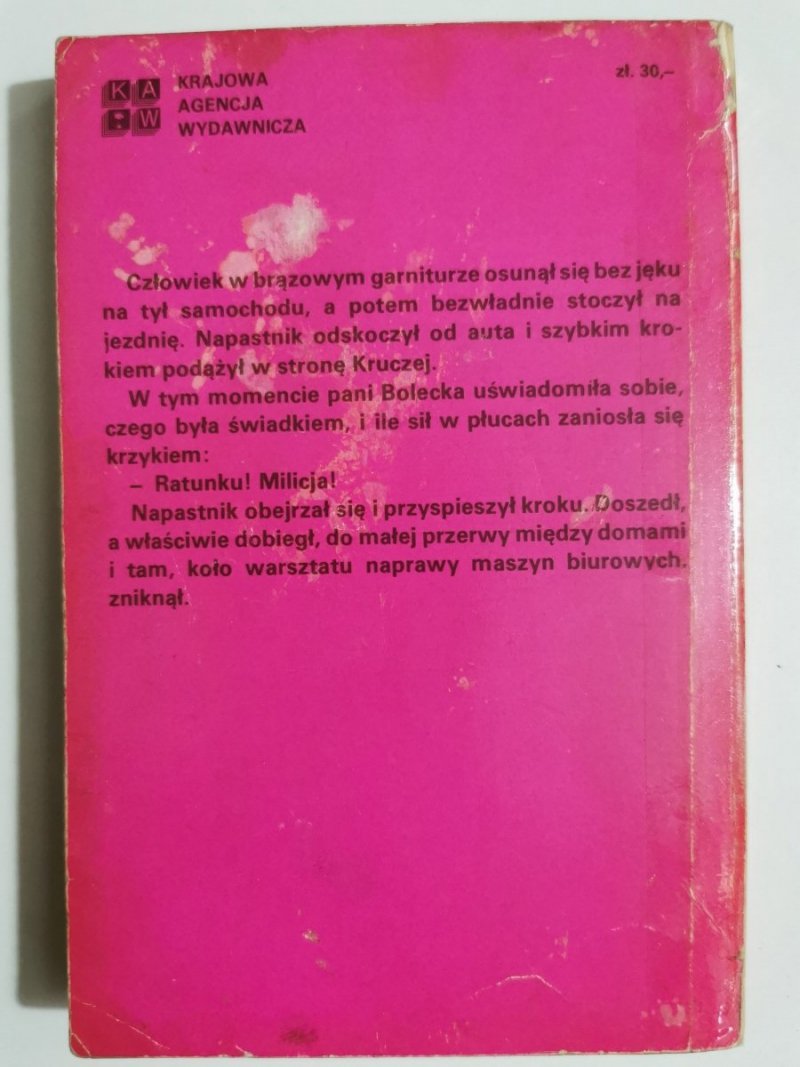 K A
W
KRAJOWA
AGENCJA
WYDAWNICZA
zł. 30,–
Człowiek w brązowym garniturze osunął się bez jęku
na tył samochodu, a potem bezwładnie stoczył na
jezdnię. Napastnik odskoczył od auta i szybkim kro-
kiem podążył w stronę Kruczej.
W tym momencie pani Bolecka uświadomiła sobie,
czego była świadkiem, i ile sił w płucach zaniosła się
krzykiem:
– Ratunku! Milicja!
Napastnik obejrzał się i przyspieszył kroku. Doszedł,
a właściwie dobiegł, do małej przerwy między domami
i tam, koło warsztatu naprawy maszyn biurowych,
zniknął.